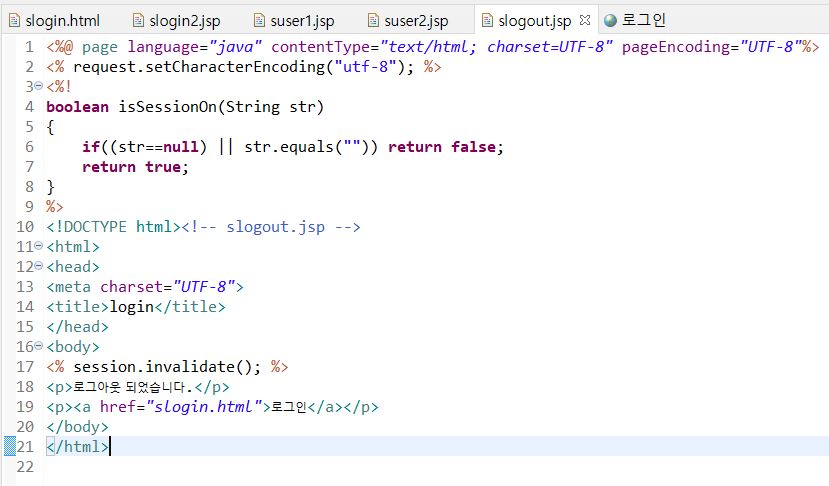 slogin.html slogin2.jsp suser1.jsp suser2.jsp slogout.jsp 로그인
1 <%@ page language="java" contentType="text/html; charset=UTF-8" pageEncoding="UTF-8"%>
2 <% request.setCharacterEncoding("utf-8"); %>
3 <%!
4 boolean isSessionOn(String str)
5 {
6     if((str==null) || str.equals("")) return false;
7     return true;
8 }
9 %>
10 <!DOCTYPE html><!-- slogout.jsp -->
11 <html>
12 <head>
13 <meta charset="UTF-8">
14 <title>login</title>
15 </head>
16 <body>
17 <% session.invalidate(); %>
18 <p>로그아웃 되었습니다.</p>
19 <p><a href="slogin.html">로그인</a></p>
20 </body>
21 </html>
22